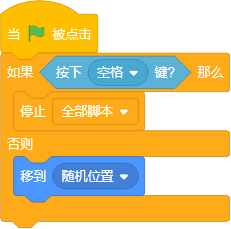 当 被点击
如果 按下 空格 键? 那么
停止 全部脚本
否则
移到 随机位置